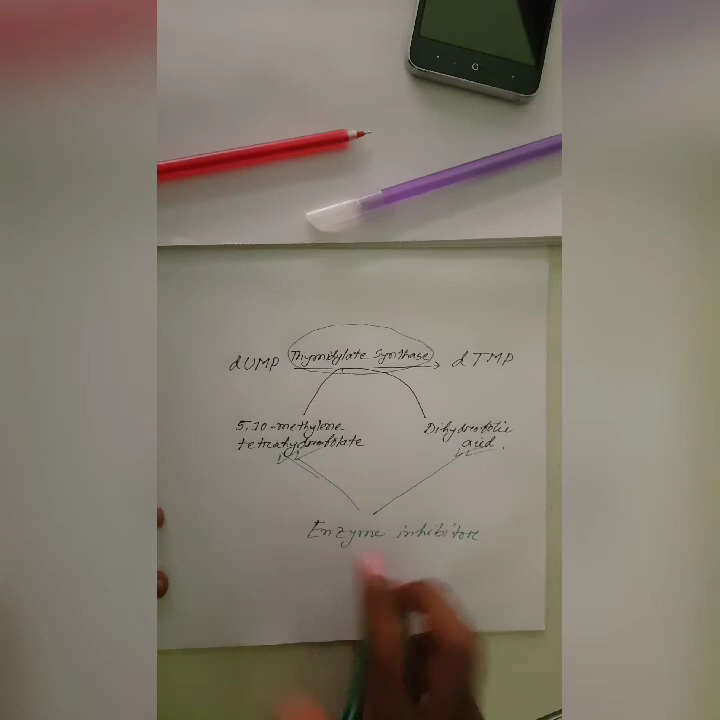 dUMP Thymidylate Synthase dTMP
5,10-methylene
tetrahydrofolate
Dihydrofolic
acid.
Enzyme inhibitor